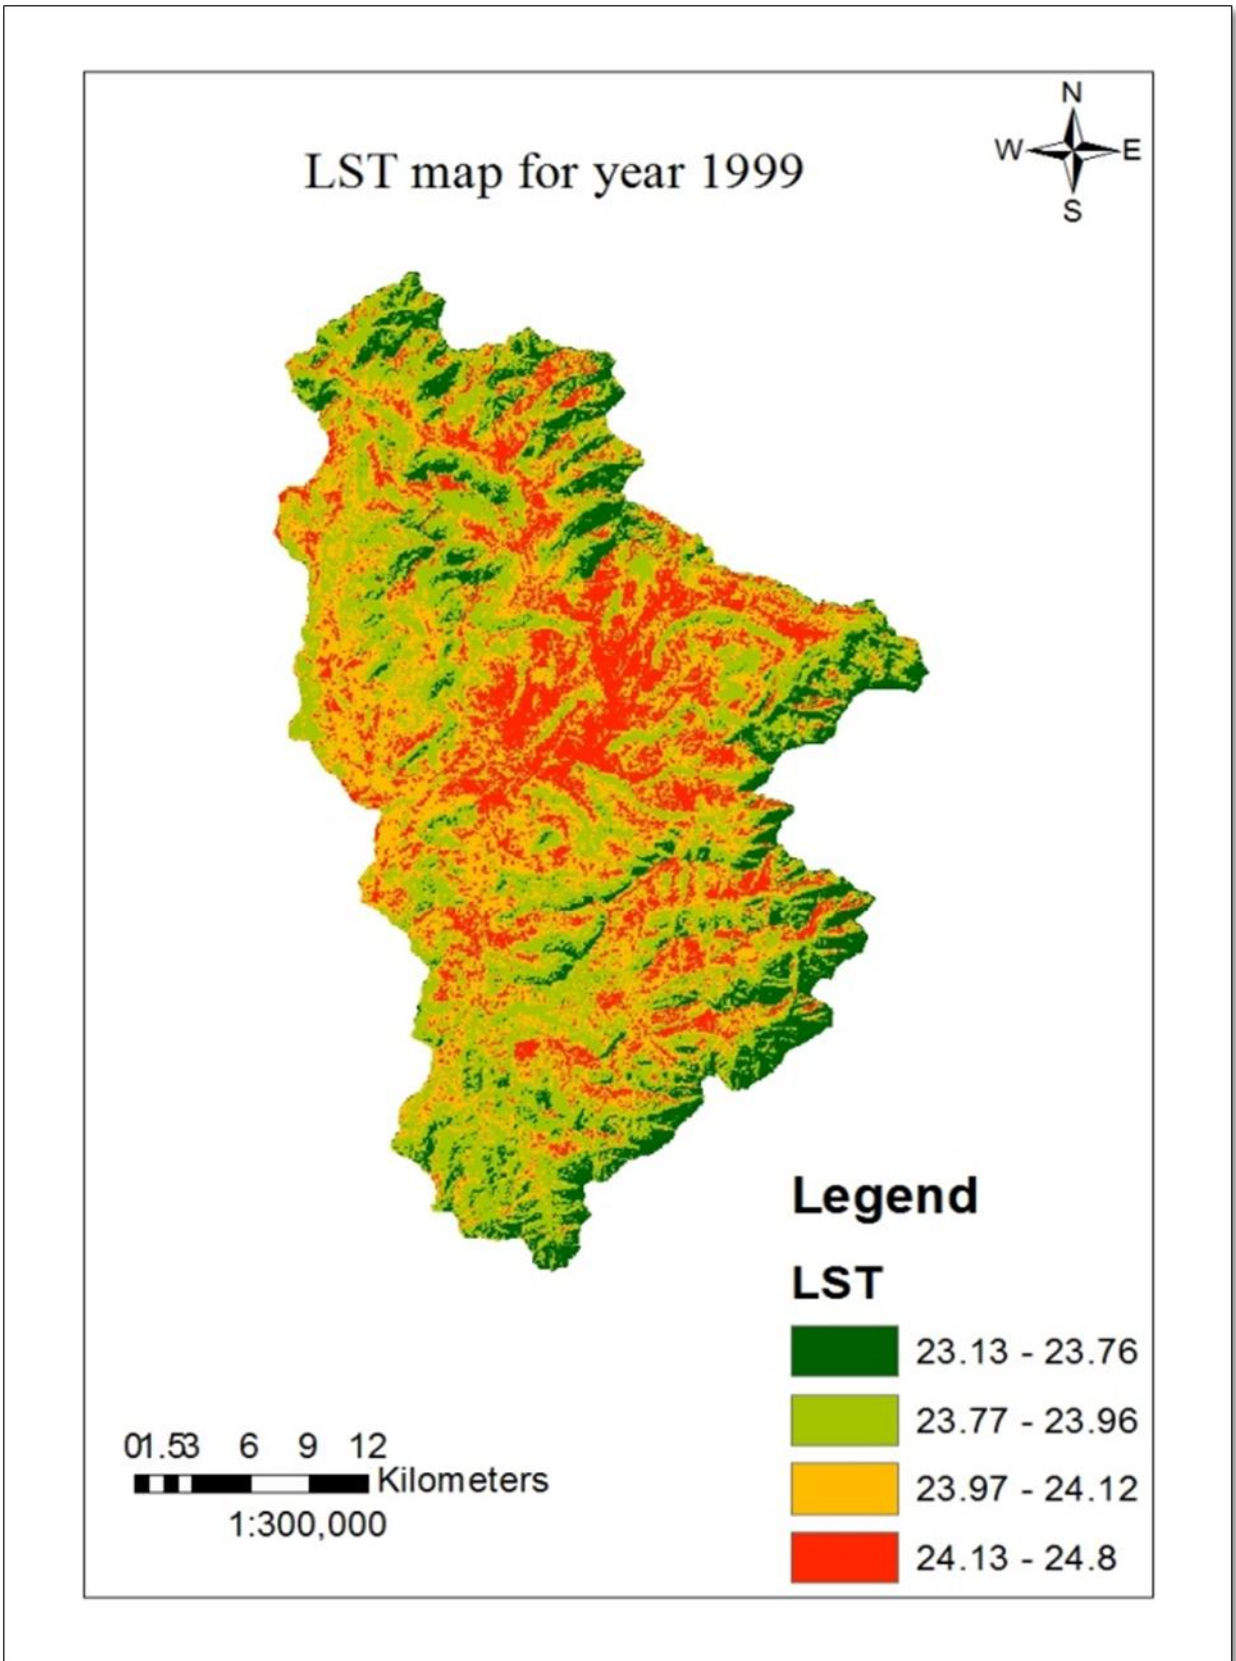 N
W E
S
LST map for year 1999
Legend
LST
23.13 - 23.76
23.77 - 23.96
23.97 - 24.12
24.13 - 24.8
01.53 6 9 12
Kilometers
1:300,000